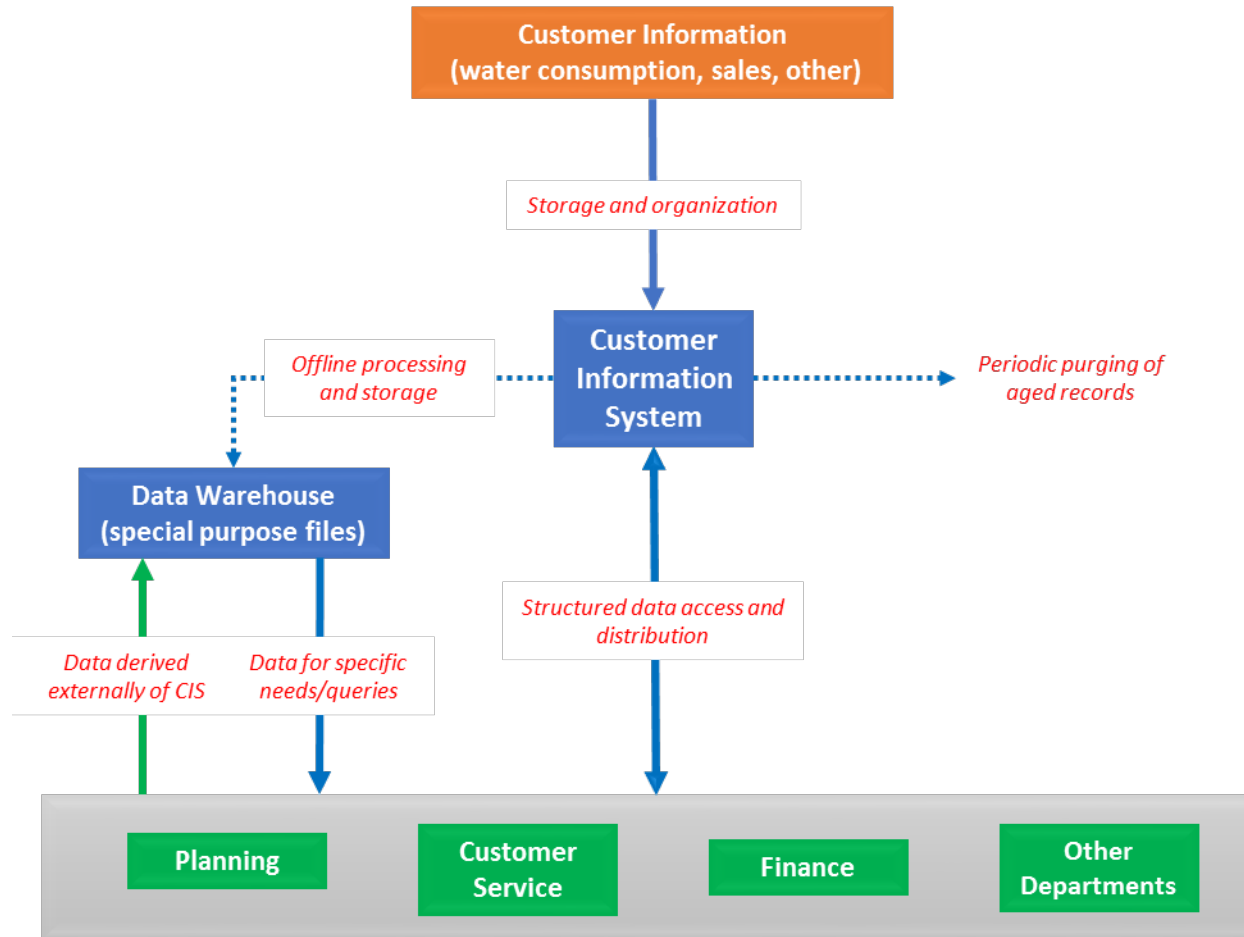 Customer Information
(water consumption, sales, other)
Storage and organization
Customer
Information
System
Offline processing
and storage
Periodic purging of
aged records
Data Warehouse
(special purpose files)
Structured data access and
distribution
Data derived
externally of CIS
Data for specific
needs/queries
Planning
Customer
Service
Finance
Other
Departments